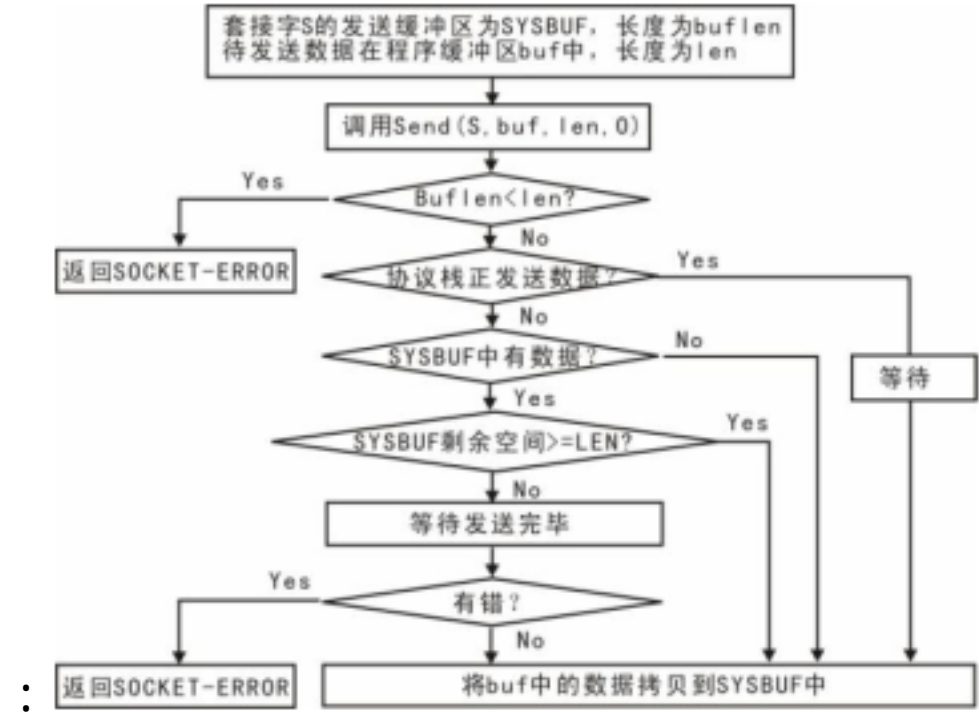 套接字S的发送缓冲区为SYSBUF，长度为buflen
待发送数据在程序缓冲区buf中，长度为len
调用Send(S,buf,len,0)
Yes
Buflen<len?
No
返回SOCKET-ERROR
协议栈正发送数据?
Yes
No
SYSBUF中有数据?
No
等待
Yes
SYSBUF剩余空间>=LEN?
Yes
No
等待发送完毕
Yes
有错?
No
返回SOCKET-ERROR
将buf中的数据拷贝到SYSBUF中